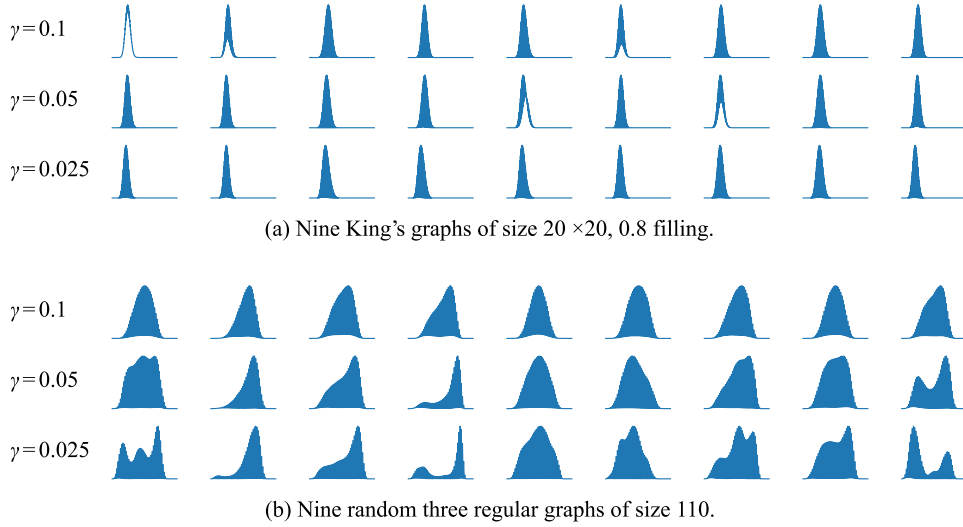 γ = 0.1
γ = 0.05
γ = 0.025
(a) Nine King’s graphs of size 20 ×20, 0.8 filling.
γ = 0.1
γ = 0.05
γ = 0.025
(b) Nine random three regular graphs of size 110.